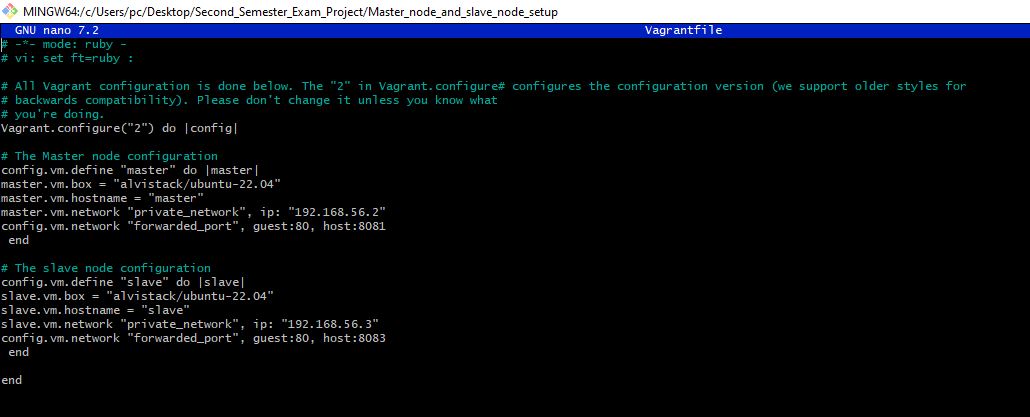 MINGW64:/c/Users/pc/Desktop/Second_Semester_Exam_Project/Master_node_and_slave_node_setup
GNU nano 7.2 Vagrantfile
# -*- mode: ruby -
# vi: set ft=ruby :
# All Vagrant configuration is done below. The "2" in Vagrant.configure# configures the configuration version (we support older styles for
# backwards compatibility). Please don't change it unless you know what
# you're doing.
Vagrant.configure("2") do |config|
# The Master node configuration
config.vm.define "master" do |master|
master.vm.box = "alvistack/ubuntu-22.04"
master.vm.hostname = "master"
master.vm.network "private_network", ip: "192.168.56.2"
config.vm.network "forwarded_port", guest:80, host:8081
end
# The slave node configuration
config.vm.define "slave" do |slave|
slave.vm.box = "alvistack/ubuntu-22.04"
slave.vm.hostname = "slave"
slave.vm.network "private_network", ip: "192.168.56.3"
config.vm.network "forwarded_port", guest:80, host:8083
end
end